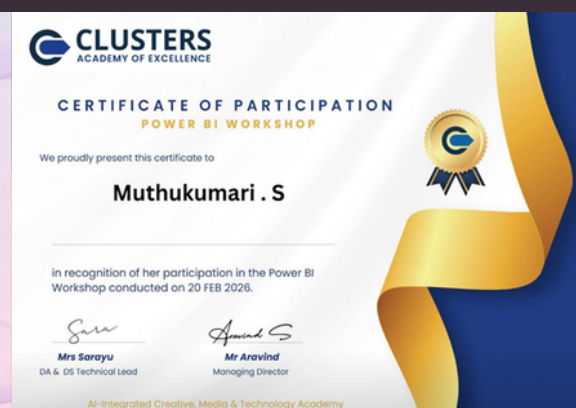 CLUSTERS
ACADEMY OF EXCELLENCE
CERTIFICATE OF PARTICIPATION
POWER BI WORKSHOP
We proudly present this certificate to
Muthukumari . S
in recognition of her participation in the Power BI
Workshop conducted on 20 FEB 2026.
Sara
Aravind S
Mrs Sarayu
Mr Aravind
DA & DS Technical Lead
Managing Director
AI-Integrated Creative, Media & Technology Academy